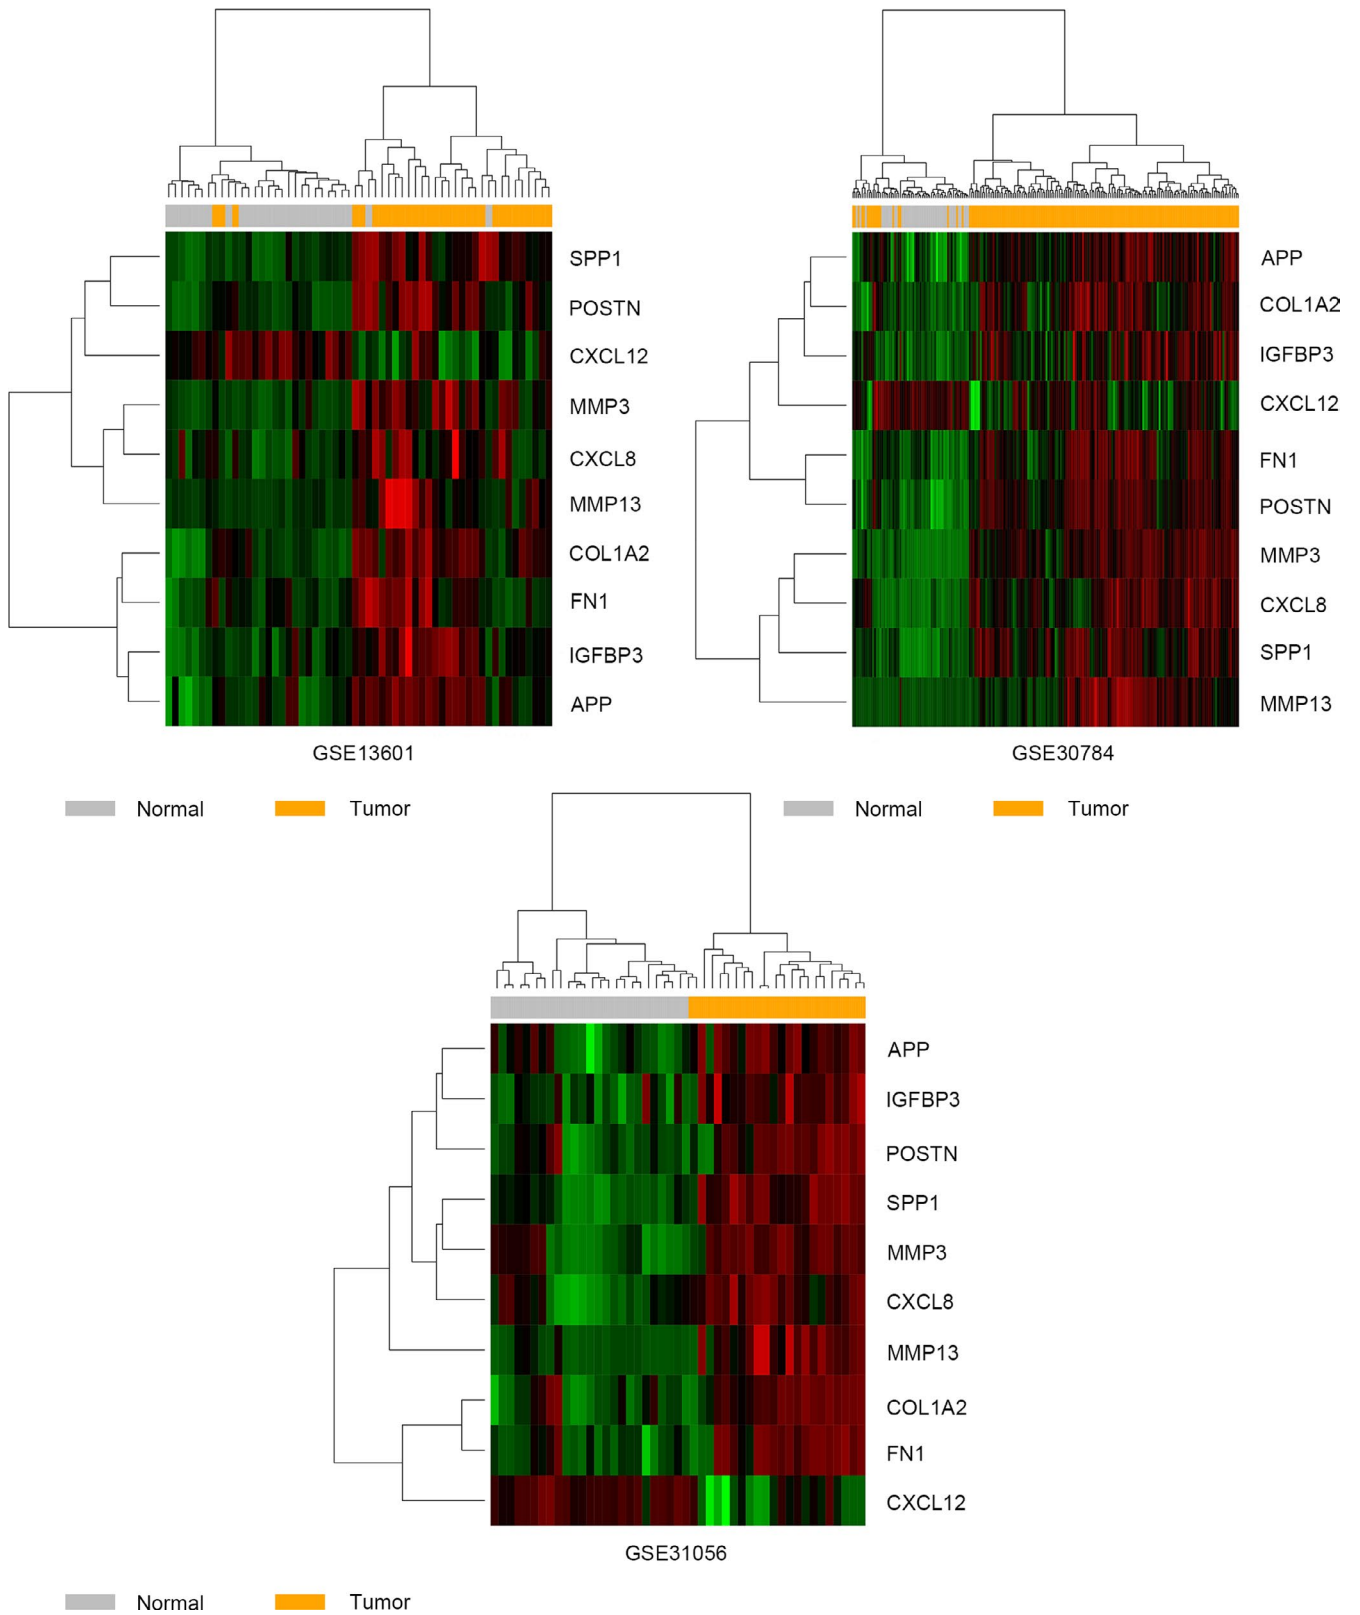 SPP1
POSTN
CXCL12
MMP3
CXCL8
MMP13
COL1A2
FN1
IGFBP3
APP
GSE13601
Normal Tumor
APP
COL1A2
IGFBP3
CXCL12
FN1
POSTN
MMP3
CXCL8
SPP1
MMP13
GSE30784
Normal Tumor
APP
IGFBP3
POSTN
SPP1
MMP3
CXCL8
MMP13
COL1A2
FN1
CXCL12
GSE31056
Normal Tumor